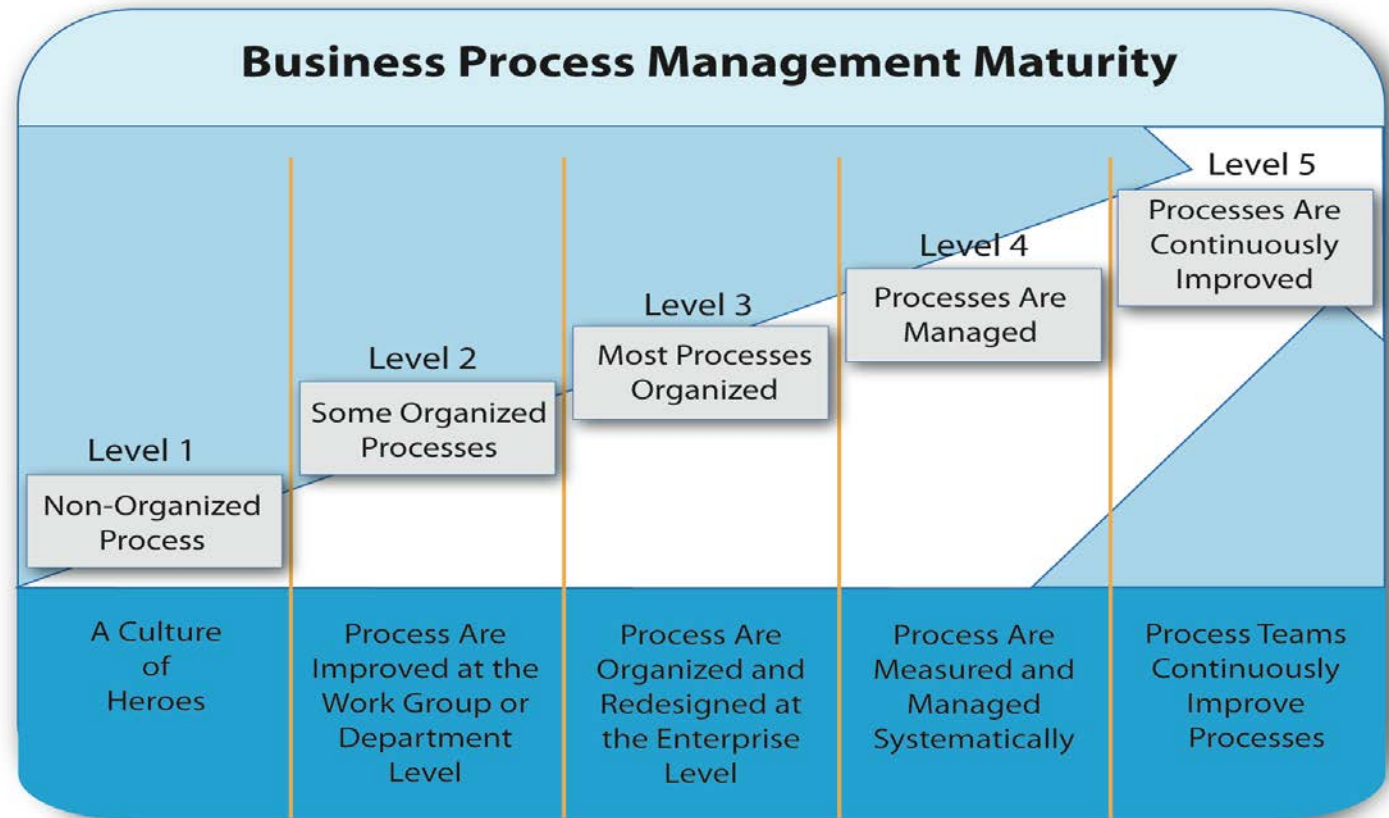 Business Process Management Maturity
Level 1
Non-Organized
Process
Level 2
Some Organized
Processes
Level 3
Most Processes
Organized
Level 4
Processes Are
Managed
Level 5
Processes Are
Continuously
Improved
A Culture
of
Heroes
Process Are
Improved at the
Work Group or
Department
Level
Process Are
Organized and
Redesigned at
the Enterprise
Level
Process Are
Measured and
Managed
Systematically
Process Teams
Continuously
Improve
Processes